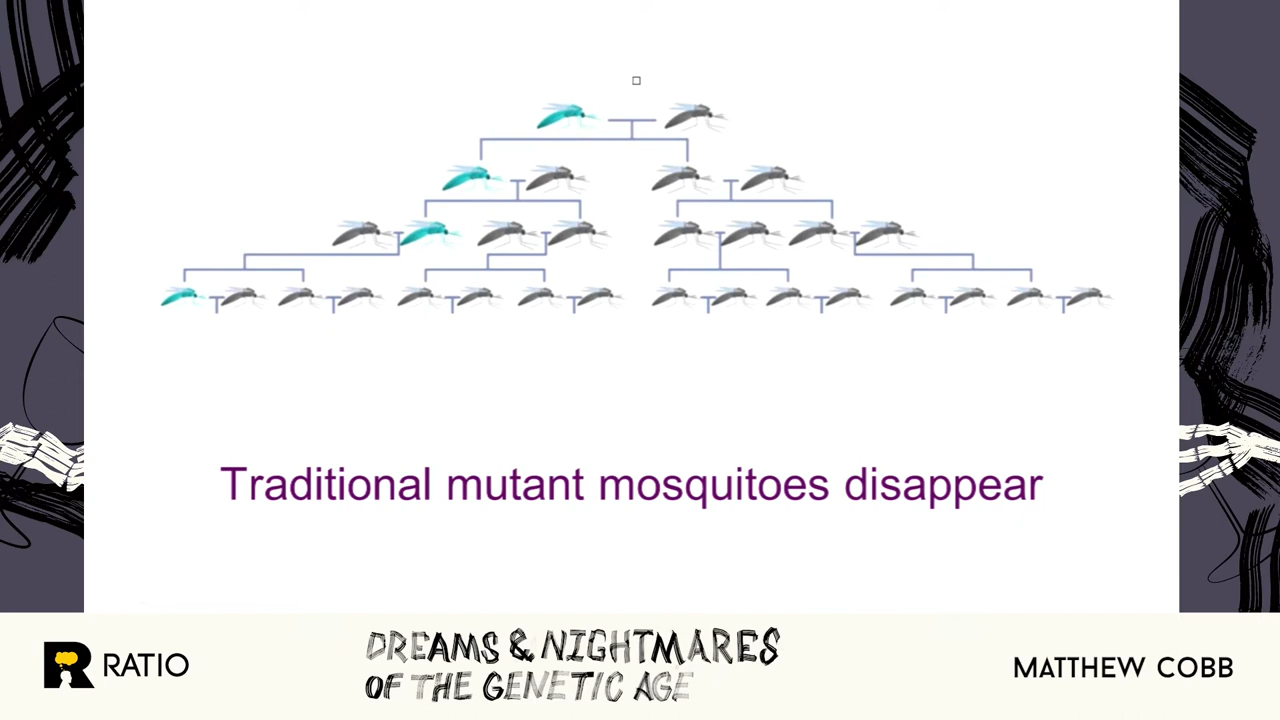 Traditional mutant mosquitoes disappear
RATIO
DREAMS & NIGHTMARES
OF THE GENETIC AGE
MATTHEW COBB